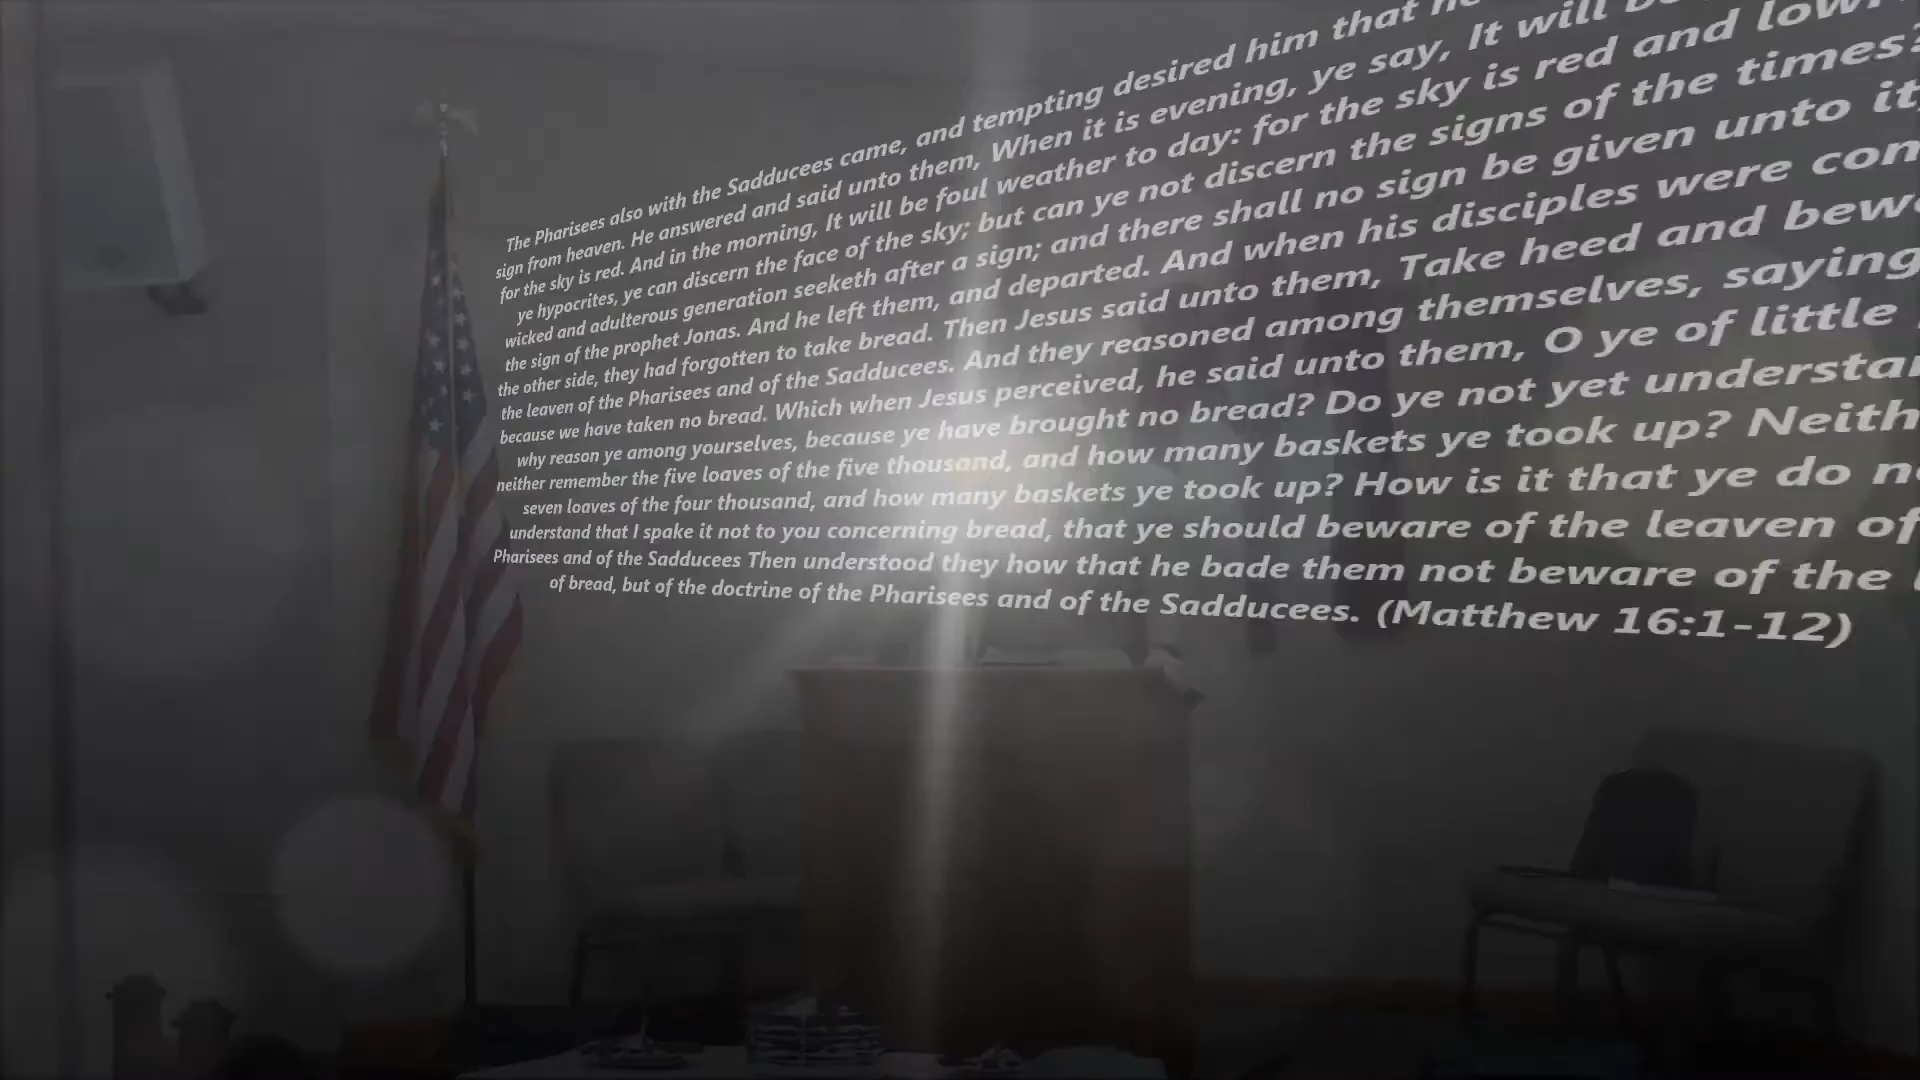 The Pharisees also with the Sadducees came, and tempting desired him that he
sign from heaven. He answered and said unto them, When it is evening, ye say, It will
for the sky is red. And in the morning, It will be foul weather to day: for the sky is red and
ye hypocrites, ye can discern the face of the sky; but can ye not discern the signs of the times?
wicked and adulterous generation seeketh after a sign; and there shall no sign be given unto it,
the sign of the prophet Jonas. And he left them, and departed. And when his disciples were
the other side, they had forgotten to take bread. Then Jesus said unto them, Take heed and
the leaven of the Pharisees and of the Sadducees. And they reasoned among themselves, saying
because we have taken no bread. Which when Jesus perceived, he said unto them, O ye of little
why reason ye among yourselves, because ye have brought no bread? Do ye not yet
neither remember the five loaves of the five thousand, and how many baskets ye took up?
seven loaves of the four thousand, and how many baskets ye took up? How is it that ye do
understand that I spake it not to you concerning bread, that ye should beware of the leaven of
Pharisees and of the Sadducees Then understood they how that he bade them not beware of the
of bread, but of the doctrine of the Pharisees and of the Sadducees. (Matthew 16:1-12)